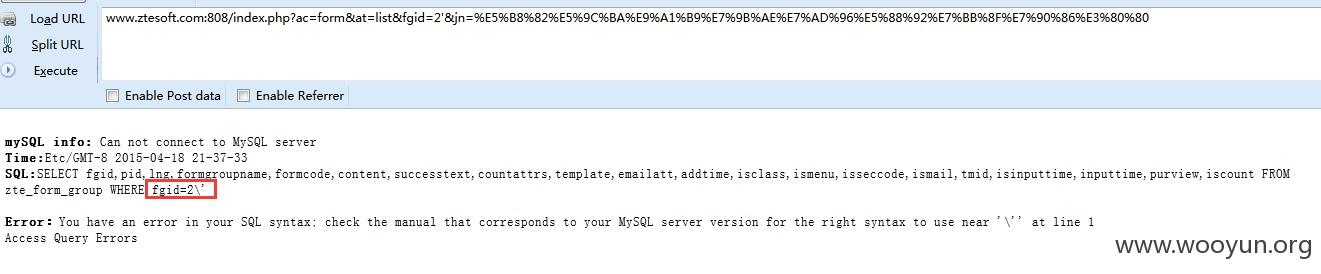 Load URL
www.ztesoft.com:808/index.php?ac=form&at=list&fgid=2'&jn=%E5%B8%82%E5%9C%BA%E9%A1%B9%E7%9B%AE%E7%AD%96%E5%88%92%E7%BB%8F%E7%90%86%E3%80%80
Split URL
Execute
Enable Post data Enable Referrer
mySQL info: Can not connect to MySQL server
Time:Etc/GMT-8 2015-04-18 21-37-33
SQL:SELECT fgid,pid,lng,formgroupname,formcode,content,successtext,countattrs,template,emailatt,addtime,isclass,ismenu,isseccode,ismail,tmid,isinputtime,inputtime,purview,iscount FROM
zte_form_group WHERE fgid=2\'
Error：You have an error in your SQL syntax; check the manual that corresponds to your MySQL server version for the right syntax to use near '\'' at line 1
Access Query Errors
www.wooyun.org